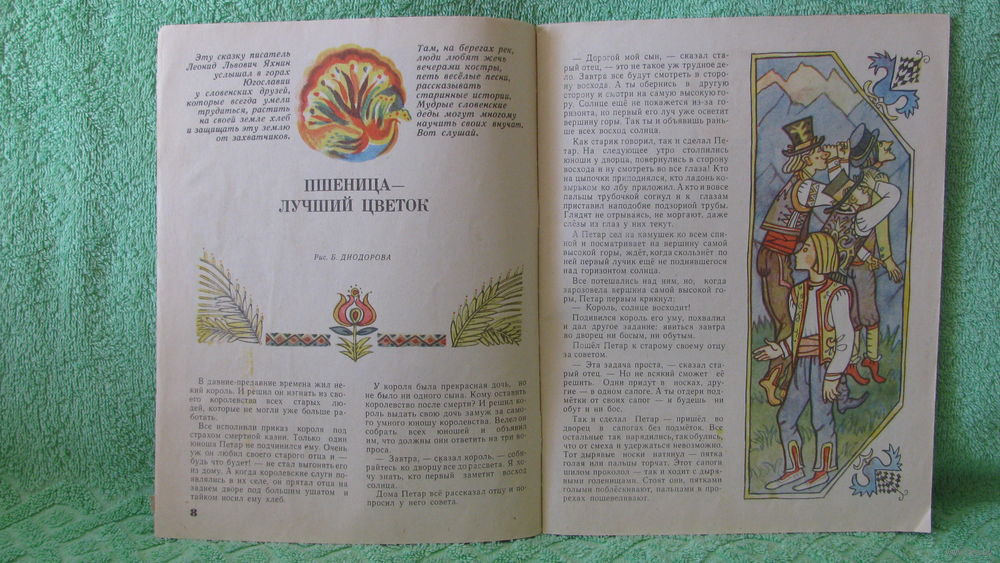 Эту сказку писатель
Леонид Львович Яхнин
услышал в горах
Югославии
у словенских друзей,
которые всегда умели
трудиться, растить
на своей земле хлеб
и защищать эту землю
от захватчиков.
Там, на берегах рек,
люди любят жечь
вечерами костры,
петь весёлые песни,
рассказывать
старинные истории.
Мудрые словенские
деды могут многому
научить своих внучат.
Вот слушай.
ПШЕНИЦА—
ЛУЧШИЙ ЦВЕТОК
Рис. Б. ДИОДОРОВА
В давние-предавние времена жил не-
кий король. И решил он изгнать из сво-
его королевства всех старых лю-
дей, которые не могли уже больше ра-
ботать.
Все исполняли приказ короля под
страхом смертной казни. Только один
юноша Петар не подчинился ему. Очень
уж он любил своего старого отца и —
будь что будет! — не стал выгонять его
из дому. А когда королевские слуги по-
являлись в их селе, он прятал отца на
заднем дворе под большим ушатом и
тайком носил ему хлеб.
8
У короля была прекрасная дочь, но
не было ни одного сына. Кому оставить
королевство после смерти? И решил ко-
роль выдать свою дочь замуж за само-
го умного юношу королевства. Велел он
собрать всех юношей и объявил
им, что должны они ответить на три во-
проса.
— Завтра, — сказал король, — соби-
райтесь ко дворцу все до рассвета. Я хо-
чу знать, кто первый заметит восход
солнца.
Дома Петар всё рассказал отцу и по-
просил у него совета.
— Дорогой мой сын, — сказал ста-
рый отец, — это не такое уж трудное де-
ло. Завтра все будут смотреть в сторо-
ну восхода. А ты обернись в другую
сторону и смотри на самую высокую го-
ру. Солнце ещё не покажется из-за го-
ризонта, но первый его луч уже осветит
вершину горы. Так ты и объявишь рань-
ше всех восход солнца.
Как старик говорил, так и сделал Пе-
тар. На следующее утро столпились
юноши у дворца, повернулись в сторону
восхода и ну смотреть во все глаза! Кто
на цыпочки приподнялся, кто ладонь ко-
зырьком ко лбу приложил. А кто и вовсе
пальцы трубочкой согнул и к глазам
приставил наподобие подзорной трубы.
Глядят не отрываясь, не моргают, даже
слёзы из глаз у них текут.
А Петар сел на камушек ко всем спи-
ной и посматривает на вершину самой
высокой горы, ждёт, когда скользнёт по
ней первый лучик ещё не поднявшегося
над горизонтом солнца.
Все потешались над ним, но, когда
зарозовела вершина самой высокой го-
ры, Петар первым крикнул:
— Король, солнце восходит!
Подивился король его уму, похвалил
и дал другое задание: явиться завтра
во дворец ни босым, ни обутым.
Пошёл Петар к старому своему отцу
за советом.
— Эта задача проста, — сказал ста-
рый отец. — Но не всякий сможет её
решить. Одни придут в носках, дру-
гие — в одном сапоге. А ты отдери под-
мётки от своих сапог — и будешь ни
обут и ни бос.
Так и сделал Петар — пришёл во
дворец в сапогах без подмёток. Все
остальные так нарядились, так обулись,
что от смеха и удержаться невозможно.
Тот дырявые носки натянул — пятка
голая или пальцы торчат. Этот сапоги
шилом проколол — так и ходит с дыря-
выми голенищами. Стоят они, пятками
голыми поблёскивают, пальцами в про-
рехах пошевеливают.